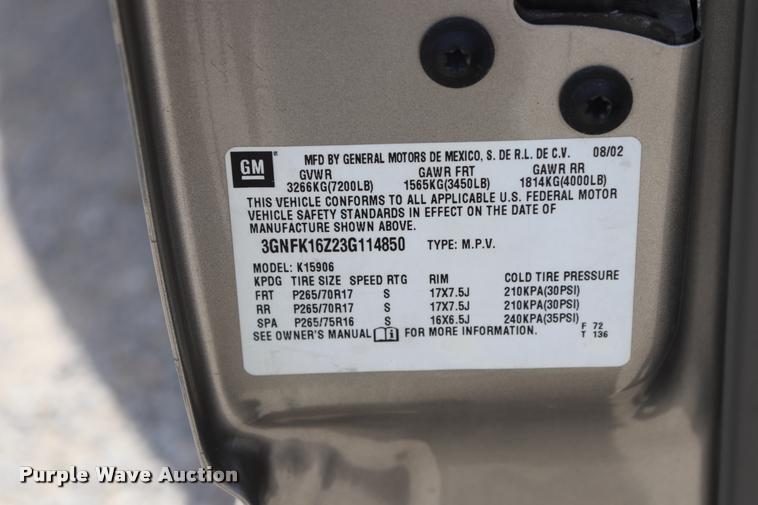 GM ® MFD BY GENERAL MOTORS DE MEXICO, S. DE R.L. DE C.V. 08/02
GVWR GAWR FRT GAWR RR
3266KG(7200LB) 1565KG(3450LB) 1814KG(4000LB)
THIS VEHICLE CONFORMS TO ALL APPLICABLE U.S. FEDERAL MOTOR
VEHICLE SAFETY STANDARDS IN EFFECT ON THE DATE OF
MANUFACTURE SHOWN ABOVE.
3GNFK16Z23G114850 TYPE: M.P.V.
MODEL: K15906
KPDG TIRE SIZE SPEED RTG RIM COLD TIRE PRESSURE
FRT P265/70R17 S 17X7.5J 210KPA(30PSI)
RR P265/70R17 S 17X7.5J 210KPA(30PSI)
SPA P265/75R16 S 16X6.5J 240KPA(35PSI) F 72
SEE OWNER'S MANUAL i FOR MORE INFORMATION. T 136
Purple Wave Auction